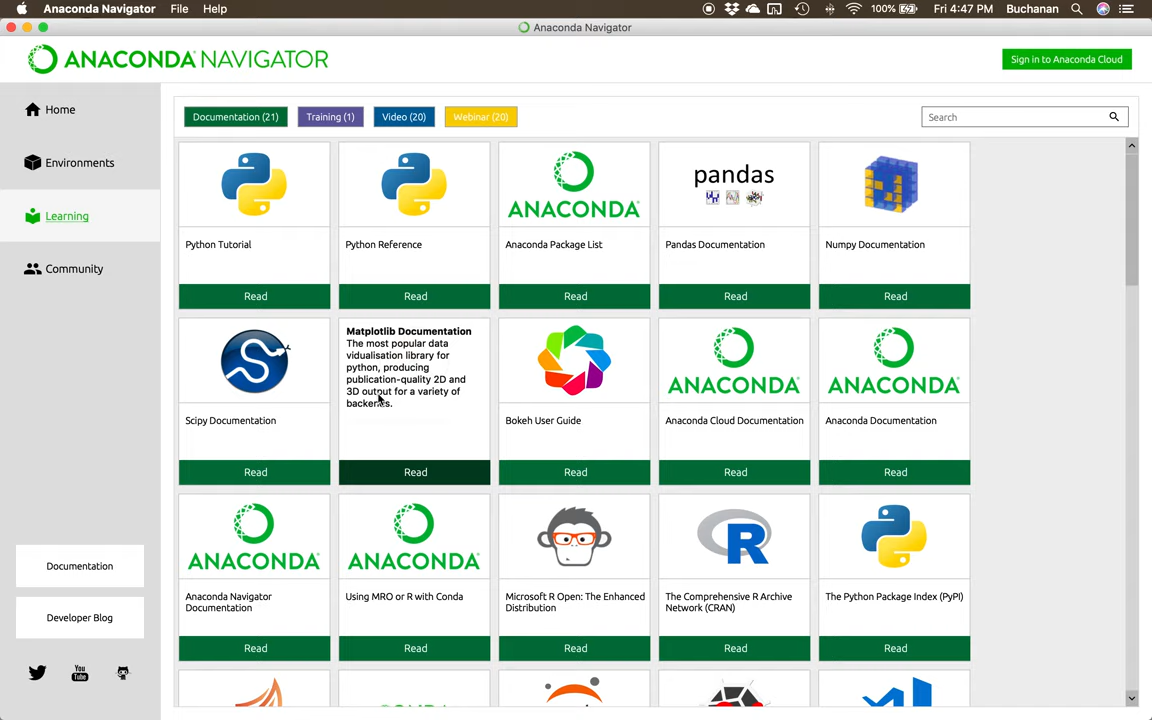 Anaconda Navigator File Help 100% Fri 4:47 PM Buchanan
Anaconda Navigator
ANACONDA NAVIGATOR
Sign in to Anaconda Cloud
Home
Environments
Learning
Community
Documentation
Developer Blog
You
Tube
Documentation (21) Training (1) Video (20) Webinar (20) Search
ANACONDA
pandas
Python Tutorial Python Reference Anaconda Package List Pandas Documentation Numpy Documentation
Read Read Read Read Read
Matplotlib Documentation
The most popular data
vidualisation library for
python, producing
publication-quality 2D and
3D output for a variety of
backends.
ANACONDA ANACONDA
Scipy Documentation Bokeh User Guide Anaconda Cloud Documentation Anaconda Documentation
Read Read Read Read Read
ANACONDA ANACONDA
R
Anaconda Navigator
Documentation
Using MRO or R with Conda
Microsoft R Open: The Enhanced
Distribution
The Comprehensive R Archive
Network (CRAN)
The Python Package Index (PyPI)
Read Read Read Read Read